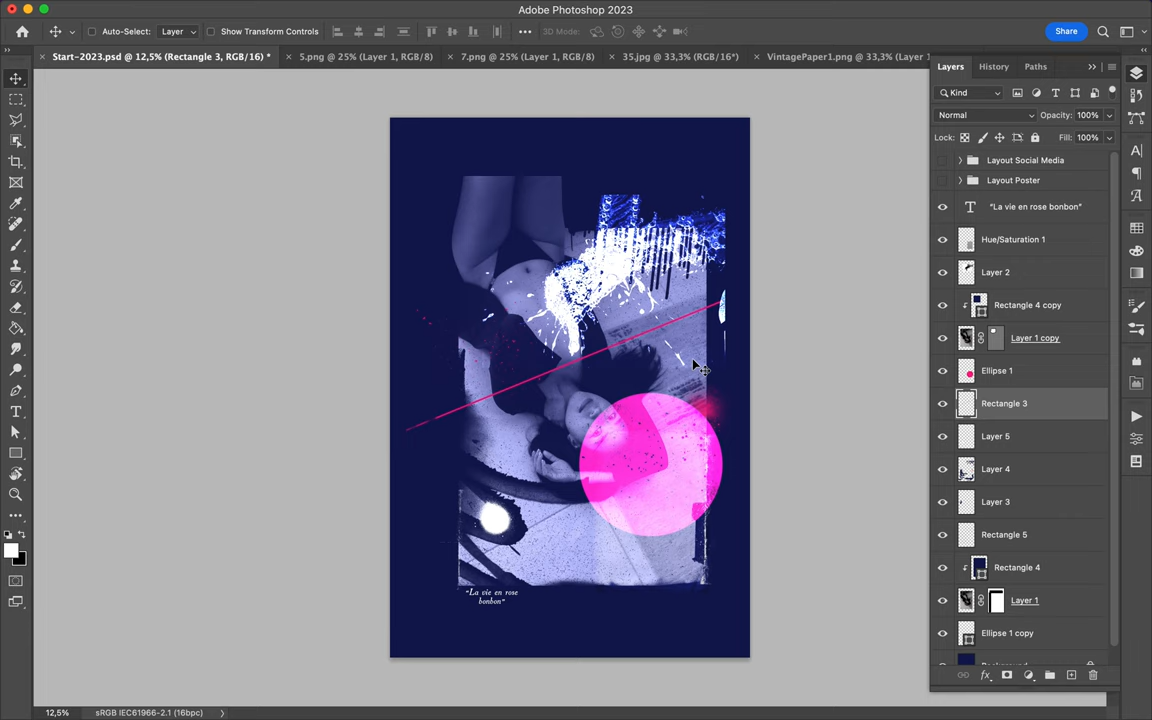 Adobe Photoshop 2023
Auto-Select:
Layer
Show Transform Controls
3D Mode:
Share
Start-2023.psd @ 12,5% (Rectangle 3, RGB/16) *
5.png @ 25% (Layer 1, RGB/8)
7.png @ 25% (Layer 1, RGB/8)
35.jpg @ 33,3% (RGB/16*)
VintagePaper1.png @ 33,3% (Layer 1
Layers
History
Paths
Kind
Normal
Opacity: 100%
Lock:
Fill: 100%
Layout Social Media
Layout Poster
"La vie en rose bonbon"
Hue/Saturation 1
Layer 2
Rectangle 4 copy
Layer 1 copy
Ellipse 1
Rectangle 3
Layer 5
Layer 4
Layer 3
Rectangle 5
Rectangle 4
Layer 1
Ellipse 1 copy
Background
"La vie en rose
bonbon"
12,5%
sRGB IEC61966-2.1 (16bpc)